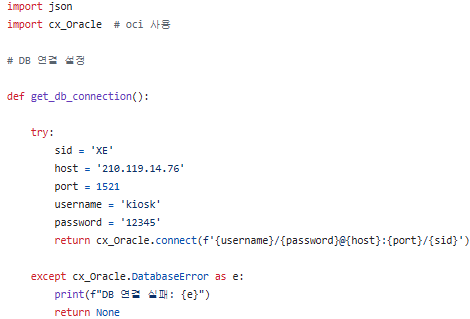 import json
import cx_Oracle  # oci 사용
# DB 연결 설정
def get_db_connection():
    try:
        sid = 'XE'
        host = '210.119.14.76'
        port = 1521
        username = 'kiosk'
        password = '12345'
        return cx_Oracle.connect(f'{username}/{password}@{host}:{port}/{sid}')
    except cx_Oracle.DatabaseError as e:
        print(f"DB 연결 실패: {e}")
        return None